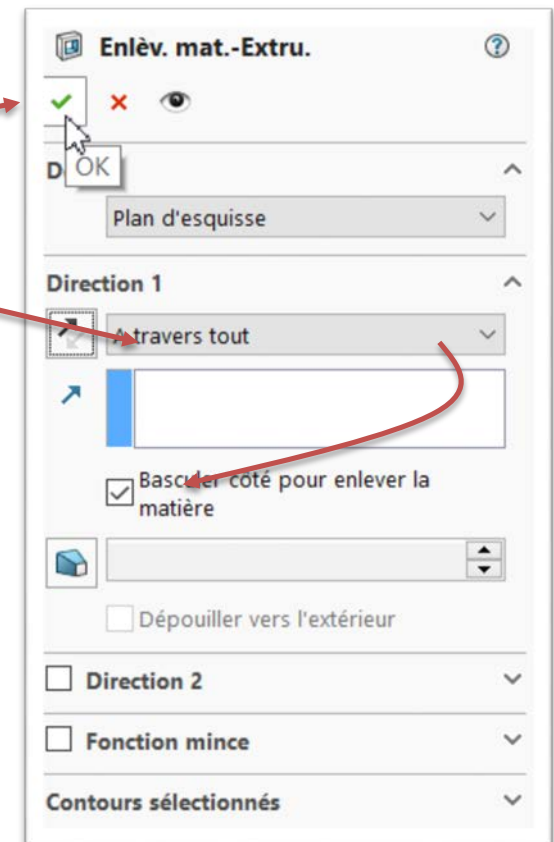 Enlèv. mat.-Extru.
OK
Plan d'esquisse
Direction 1
A travers tout
Basculer côté pour enlever la
matière
Dépouiller vers l'extérieur
Direction 2
Fonction mince
Contours sélectionnés